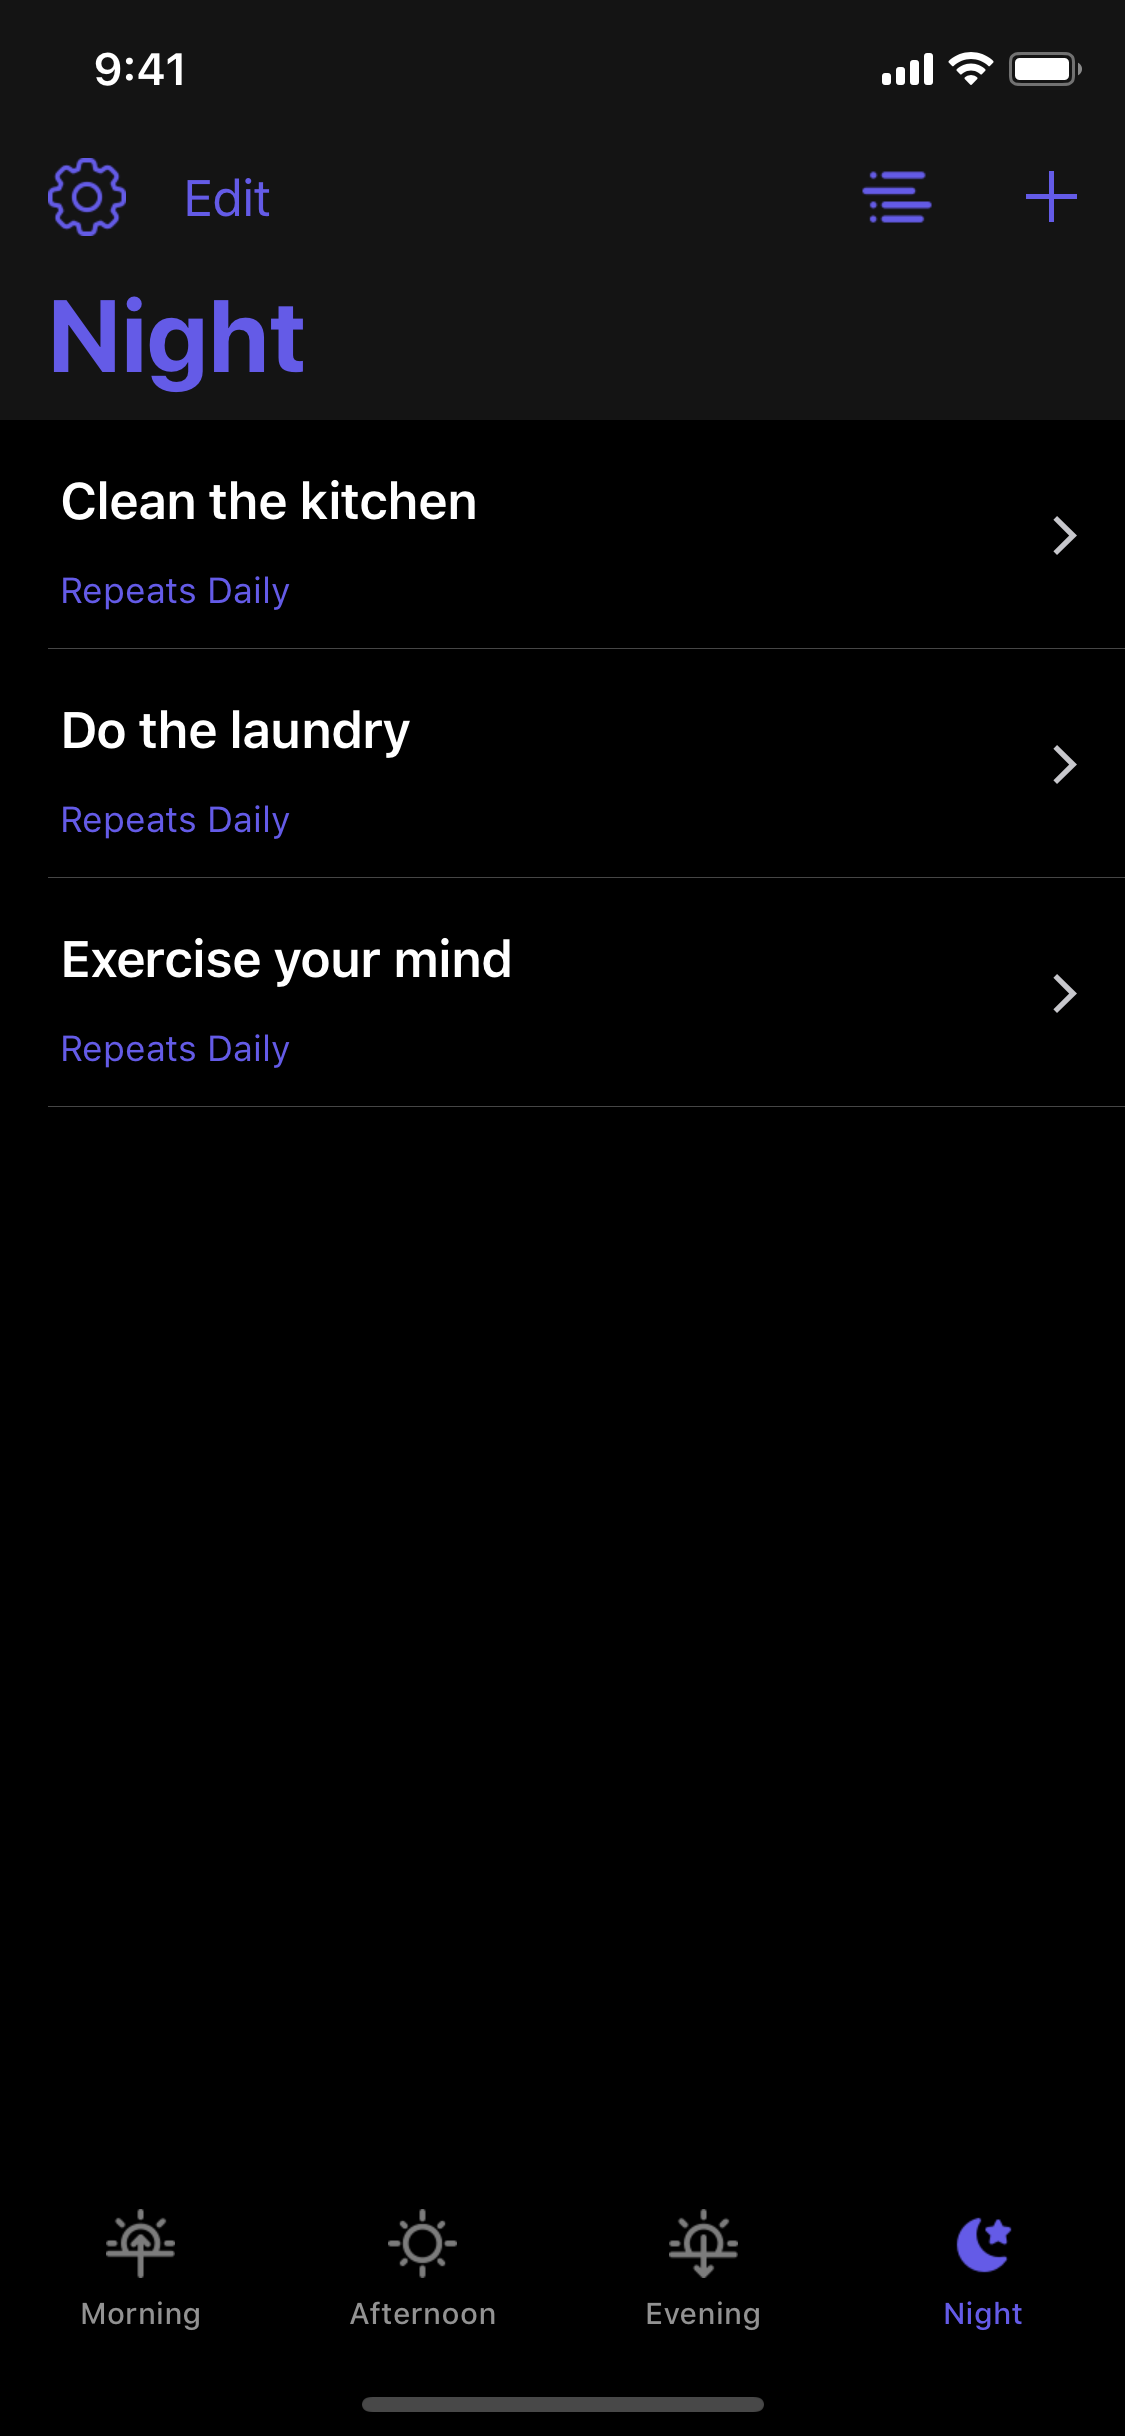 9:41
Edit
Night
Clean the kitchen
Repeats Daily
Do the laundry
Repeats Daily
Exercise your mind
Repeats Daily
Morning
Afternoon
Evening
Night